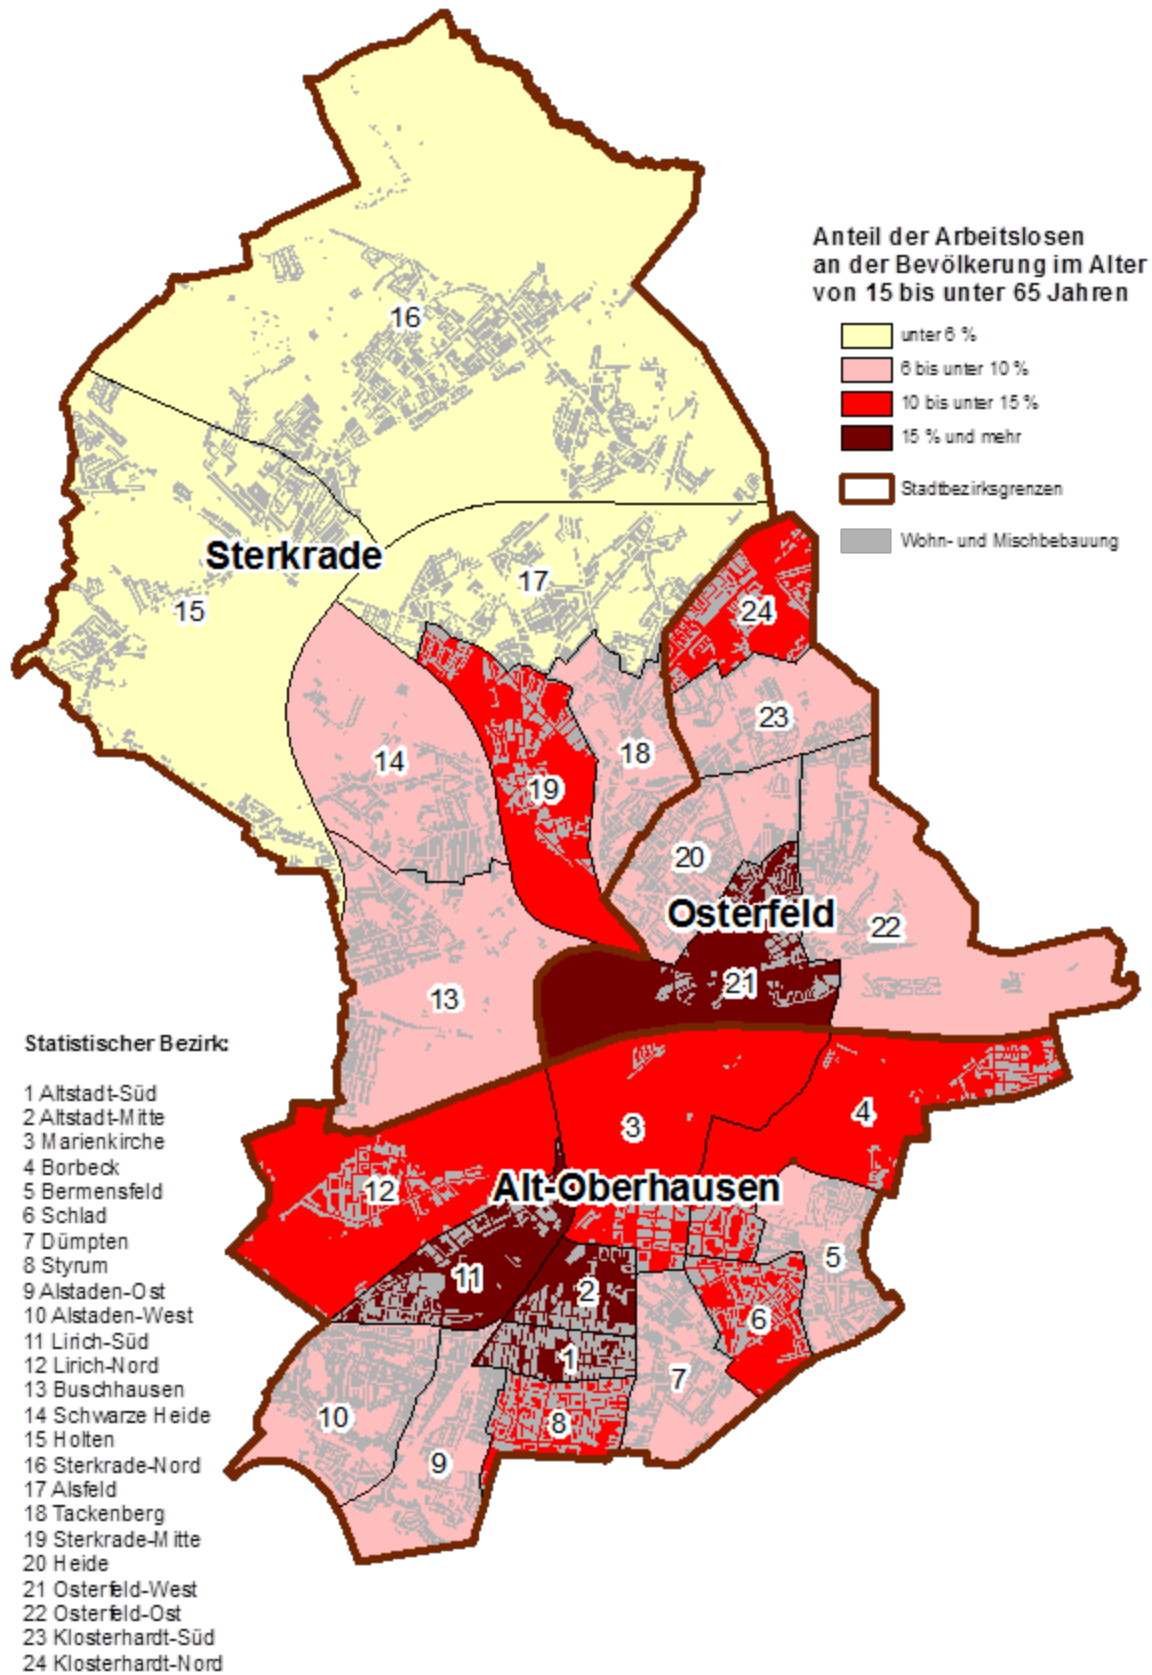 Anteil der Arbeitslosen
an der Bevölkerung im Alter
von 15 bis unter 65 Jahren
unter 6 %
6 bis unter 10 %
10 bis unter 15 %
15 % und mehr
Stadtbezirksgrenzen
Wohn- und Mischbebauung
16
Sterkrade
17
15
24
23
18
14
19
20
Osterfeld
22
21
13
4
3
Alt-Oberhausen
12
5
11
2
6
1
7
10
8
9
Statistischer Bezirk:
1 Altstadt-Süd
2 Altstadt-Mitte
3 Marienkirche
4 Borbeck
5 Bermensfeld
6 Schlad
7 Dümpten
8 Styrum
9 Alstaden-Ost
10 Alstaden-West
11 Lirich-Süd
12 Lirich-Nord
13 Buschhausen
14 Schwarze Heide
15 Holten
16 Sterkrade-Nord
17 Alsfeld
18 Tackenberg
19 Sterkrade-Mitte
20 Heide
21 Osterfeld-West
22 Osterfeld-Ost
23 Klosterhardt-Süd
24 Klosterhardt-Nord